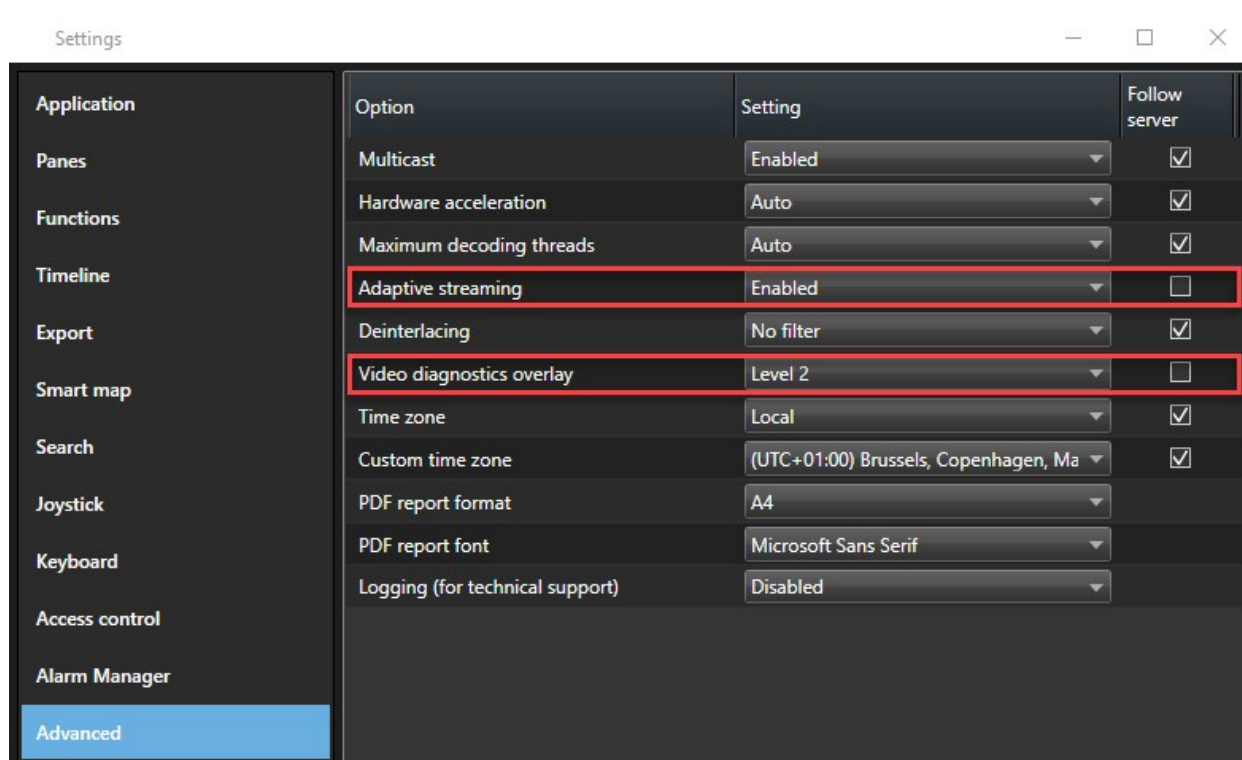 Settings
Application
Panes
Functions
Timeline
Export
Smart map
Search
Joystick
Keyboard
Access control
Alarm Manager
Advanced
Option Setting Follow
server
Multicast Enabled
Hardware acceleration Auto
Maximum decoding threads Auto
Adaptive streaming Enabled
Deinterlacing No filter
Video diagnostics overlay Level 2
Time zone Local
Custom time zone (UTC+01:00) Brussels, Copenhagen, Ma
PDF report format A4
PDF report font Microsoft Sans Serif
Logging (for technical support) Disabled